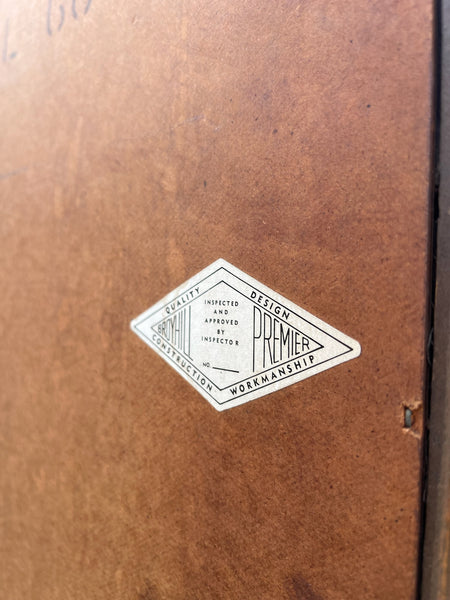 QUALITY DESIGN
BROYHILL
INSPECTED
AND
APPROVED
BY
INSPECTOR
NO.
PREMIER
CONSTRUCTION WORKMANSHIP